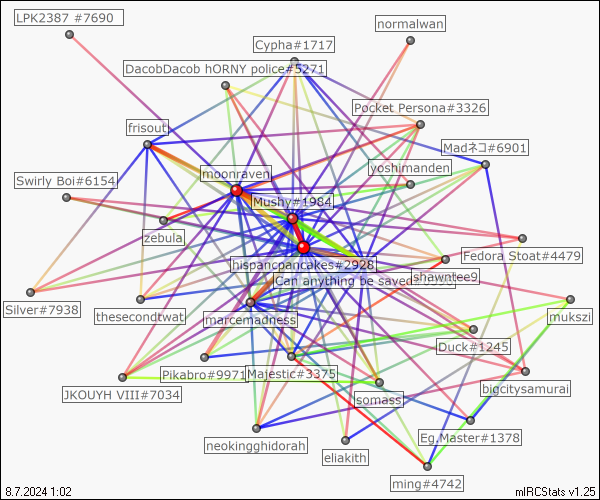 LPK2387 #7690
normalwan
Cypha#1717
DacobDacob hORNY police#5271
Pocket Persona#3326
frisout
Madネコ#6901
moonraven
yoshimanden
Swirly Boi#6154
Mushy#1984
zebula
Fedora Stoat#4479
hispancpancakes#2928
shawntee9
Can anything be saved
Silver#7938
thesecondtwat
marcemadness
mukszi
Duck#1245
Pikabro#9971
Majestic#3375
JKOUYH VIII#7034
somass
bigcitysamurai
neokingghidorah
Eg.Master#1378
eliakith
ming#4742
8.7.2024 1:02
mIRCStats v1.25